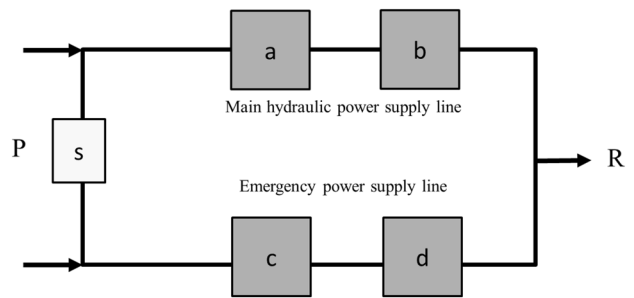 a
b
Main hydraulic power supply line
P
s
R
Emergency power supply line
c
d